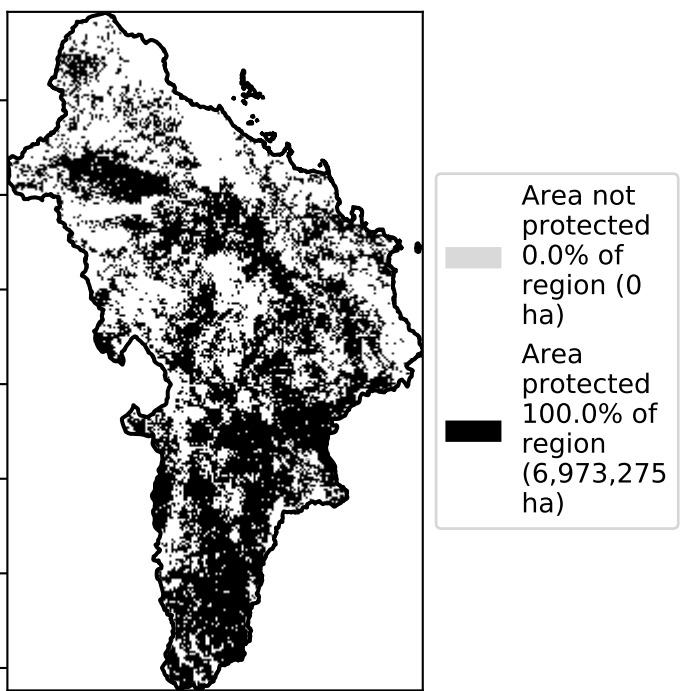 Area not
protected
0.0% of
region (0
ha)
Area
protected
100.0% of
region
(6,973,275
ha)